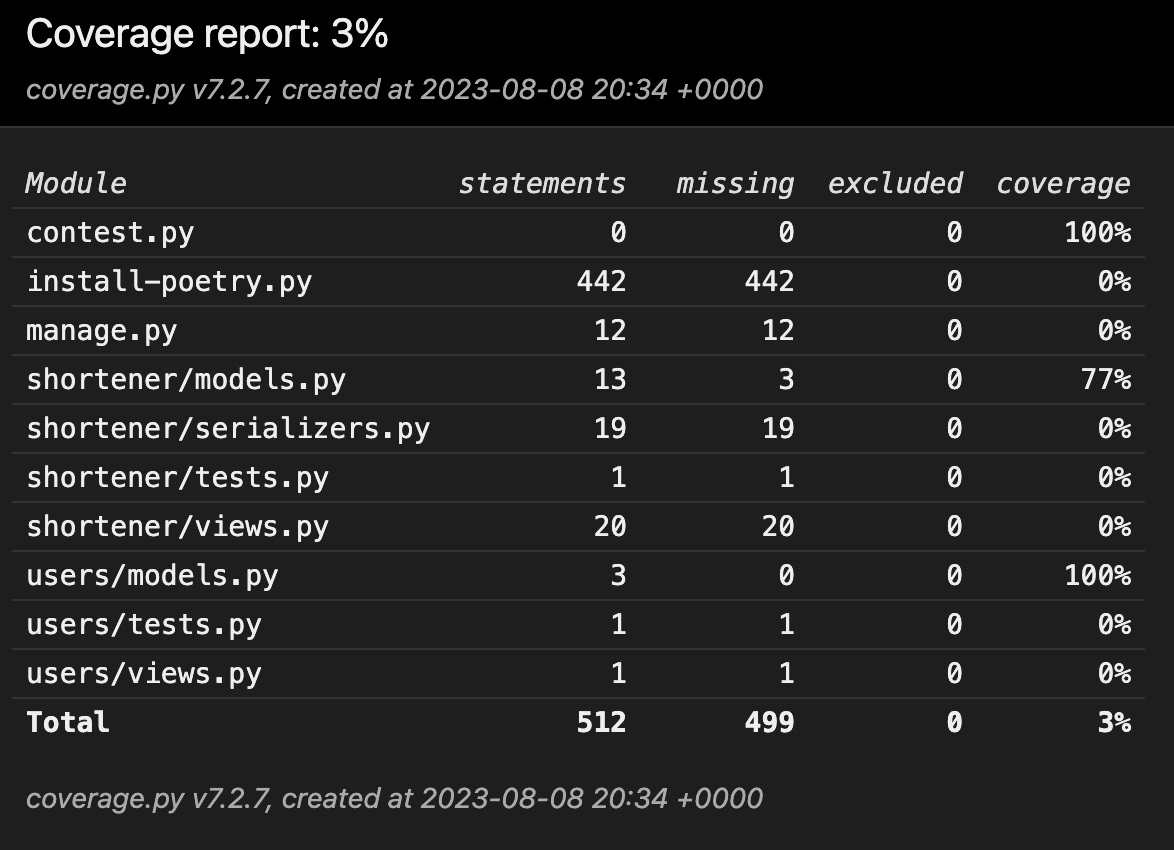 Coverage report: 3%
coverage.py v7.2.7, created at 2023-08-08 20:34 +0000
Module statements missing excluded coverage
contest.py 0 0 0 100%
install-poetry.py 442 442 0 0%
manage.py 12 12 0 0%
shortener/models.py 13 3 0 77%
shortener/serializers.py 19 19 0 0%
shortener/tests.py 1 1 0 0%
shortener/views.py 20 20 0 0%
users/models.py 3 0 0 100%
users/tests.py 1 1 0 0%
users/views.py 1 1 0 0%
Total 512 499 0 3%
coverage.py v7.2.7, created at 2023-08-08 20:34 +0000